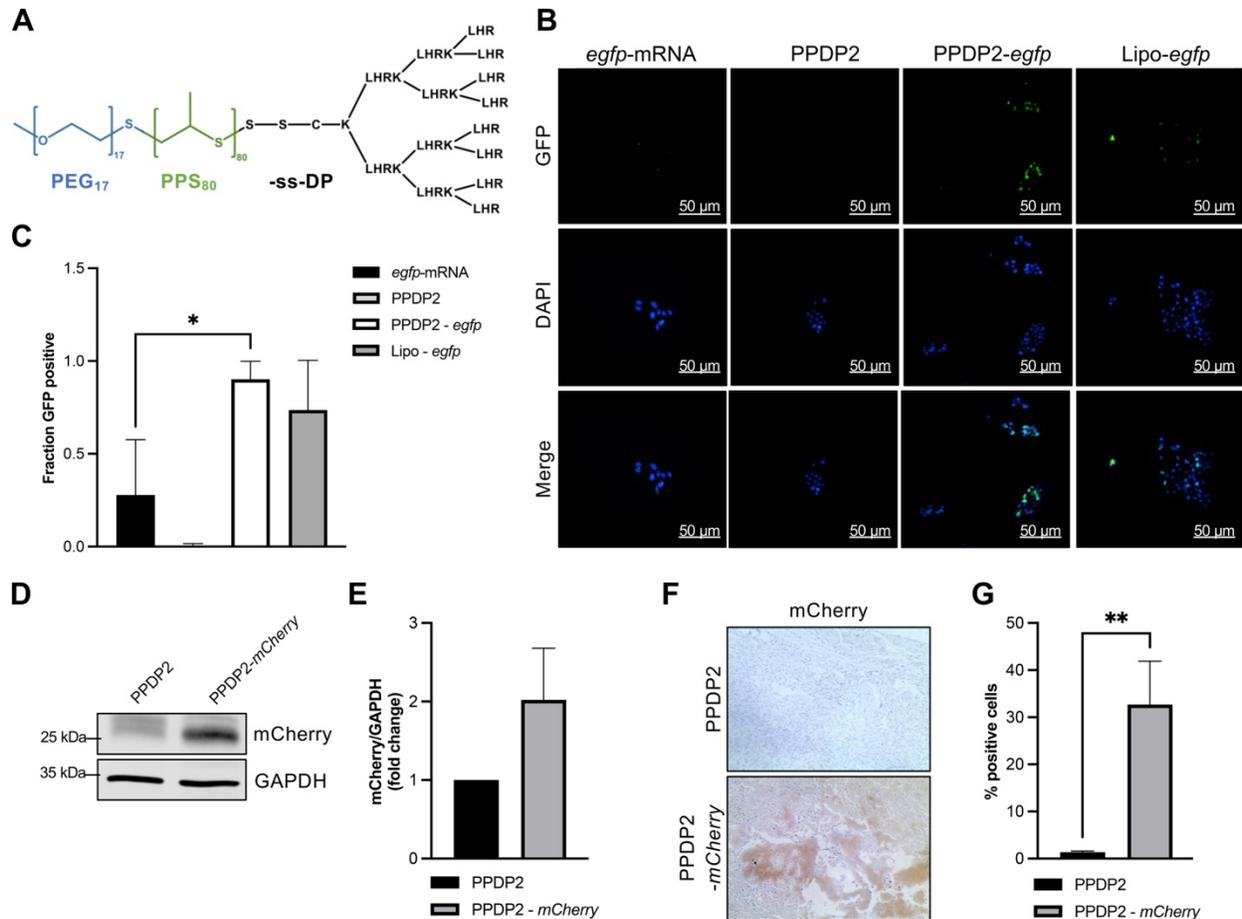 A
LHR
LHRK
LHR
LHRK
LHR
LHRK
LHR
S
S
S
S
C
K
O
17
80
LHR
LHRK
LHR
LHRK
LHR
LHRK
LHR
PEG17
PPS80
-ss-DP
B
egfp-mRNA
PPDP2
PPDP2-egfp
Lipo-egfp
GFP
50 µm
50 µm
50 µm
50 µm
DAPI
50 µm
50 µm
50 µm
50 µm
Merge
50 µm
50 µm
50 µm
50 µm
C
Fraction GFP positive
1.5
1.0
0.5
0.0
*
egfp-mRNA
PPDP2
PPDP2 - egfp
Lipo - egfp
D
PPDP2
PPDP2-mCherry
25 kDa
mCherry
35 kDa
GAPDH
E
mCherry/GAPDH
(fold change)
3
2
1
0
PPDP2
PPDP2 - mCherry
F
mCherry
PPDP2
PPDP2
-mCherry
G
% positive cells
50
40
30
20
10
0
**
PPDP2
PPDP2 - mCherry